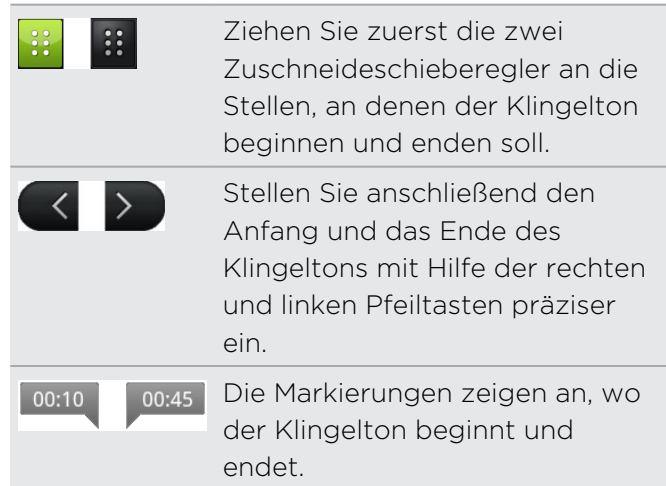 Ziehen Sie zuerst die zwei
Zuschneideschieberegler an die
Stellen, an denen der Klingelton
beginnen und enden soll.
Stellen Sie anschließend den
Anfang und das Ende des
Klingeltons mit Hilfe der rechten
und linken Pfeiltasten präziser
ein.
00:10 00:45 Die Markierungen zeigen an, wo
der Klingelton beginnt und
endet.